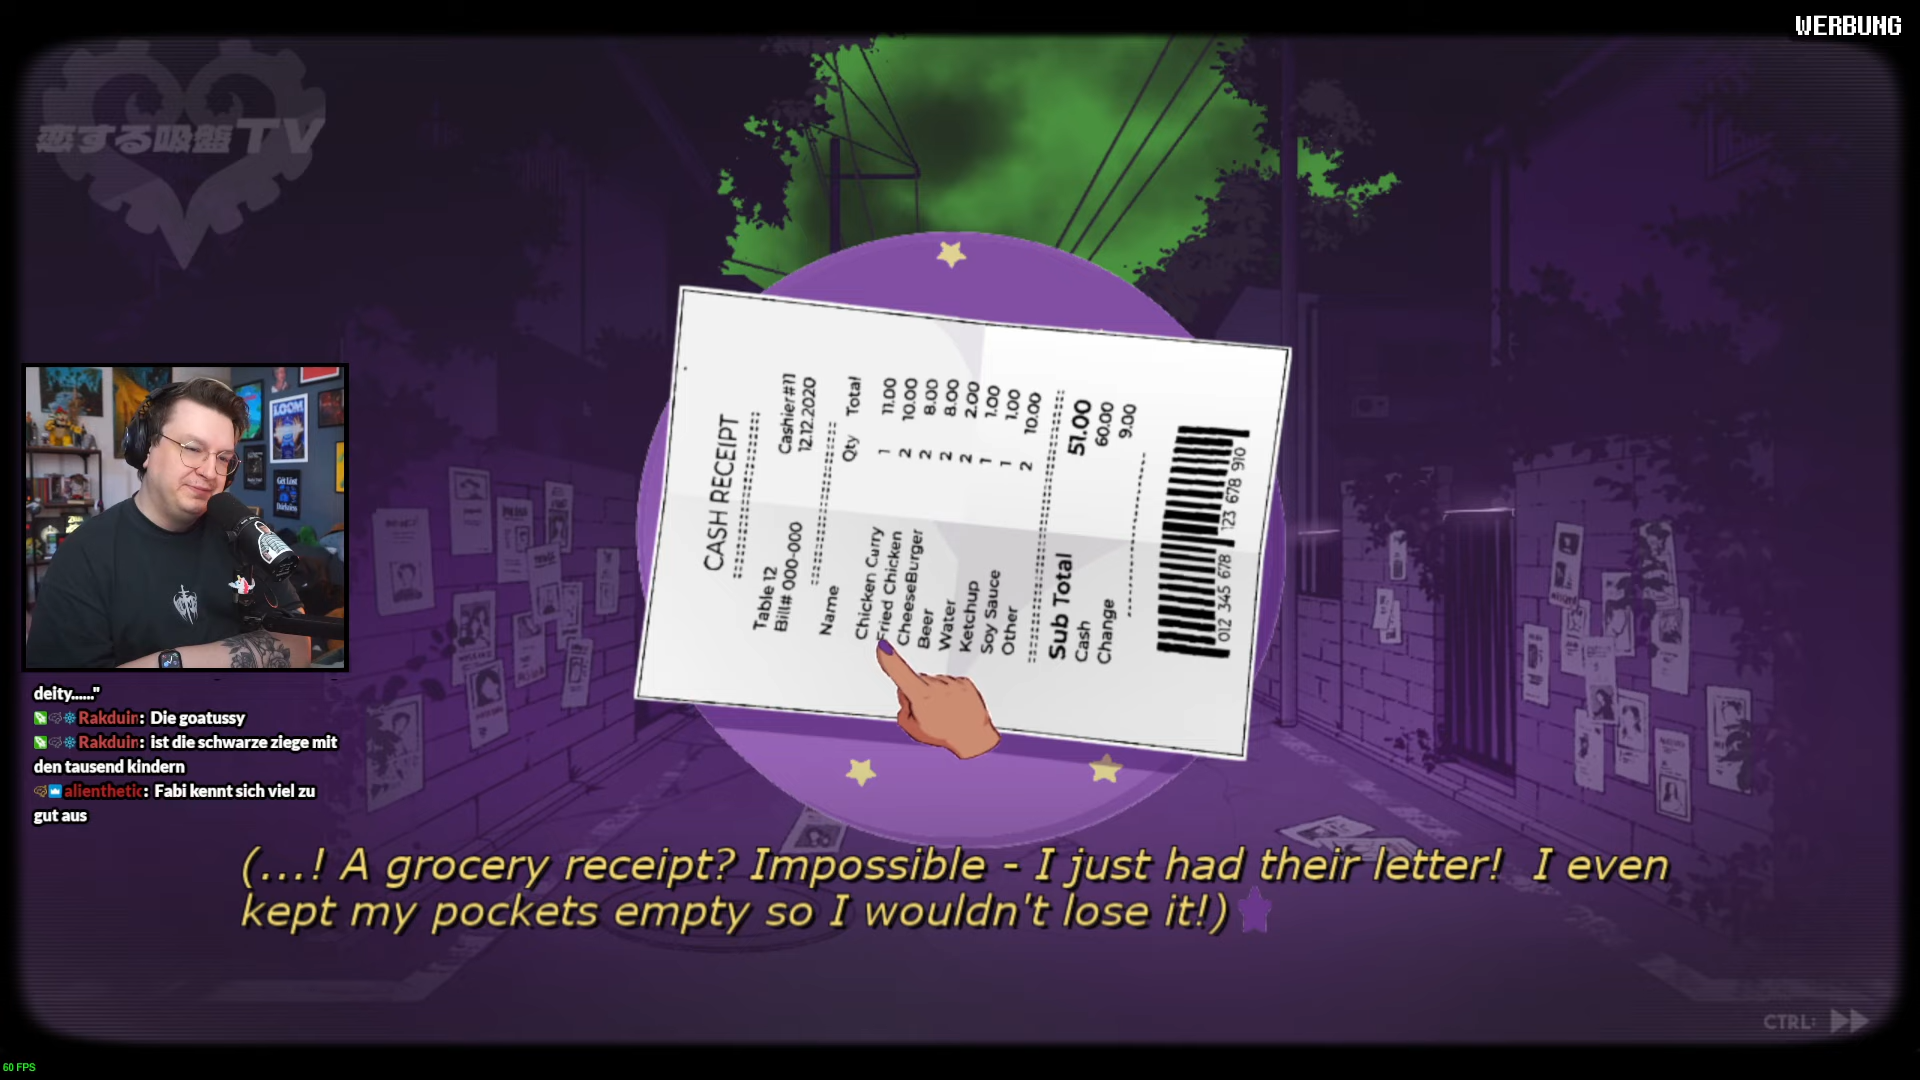 WERBUNG
恋する吸盤TV
CASH RECEIPT
Table 12 Cashier#11
Bill# 000-000 12.12.2020
Name Qty Total
Chicken Curry 1 11.00
Fried Chicken 2 10.00
CheeseBurger 2 8.00
Beer 2 8.00
Water 2 2.00
Ketchup 1 1.00
Soy Sauce 1 1.00
Other 2 10.00
Sub Total 51.00
Cash 60.00
Change 9.00
012 345 678 123 678 910
LOOM
deity......"
Rakduin: Die goatussy
Rakduin: ist die schwarze ziege mit
den tausend kindern
alienthetic: Fabi kennt sich viel zu
gut aus
(...! A grocery receipt? Impossible - I just had their letter! I even
kept my pockets empty so I wouldn't lose it!)
CTRL:
60 FPS